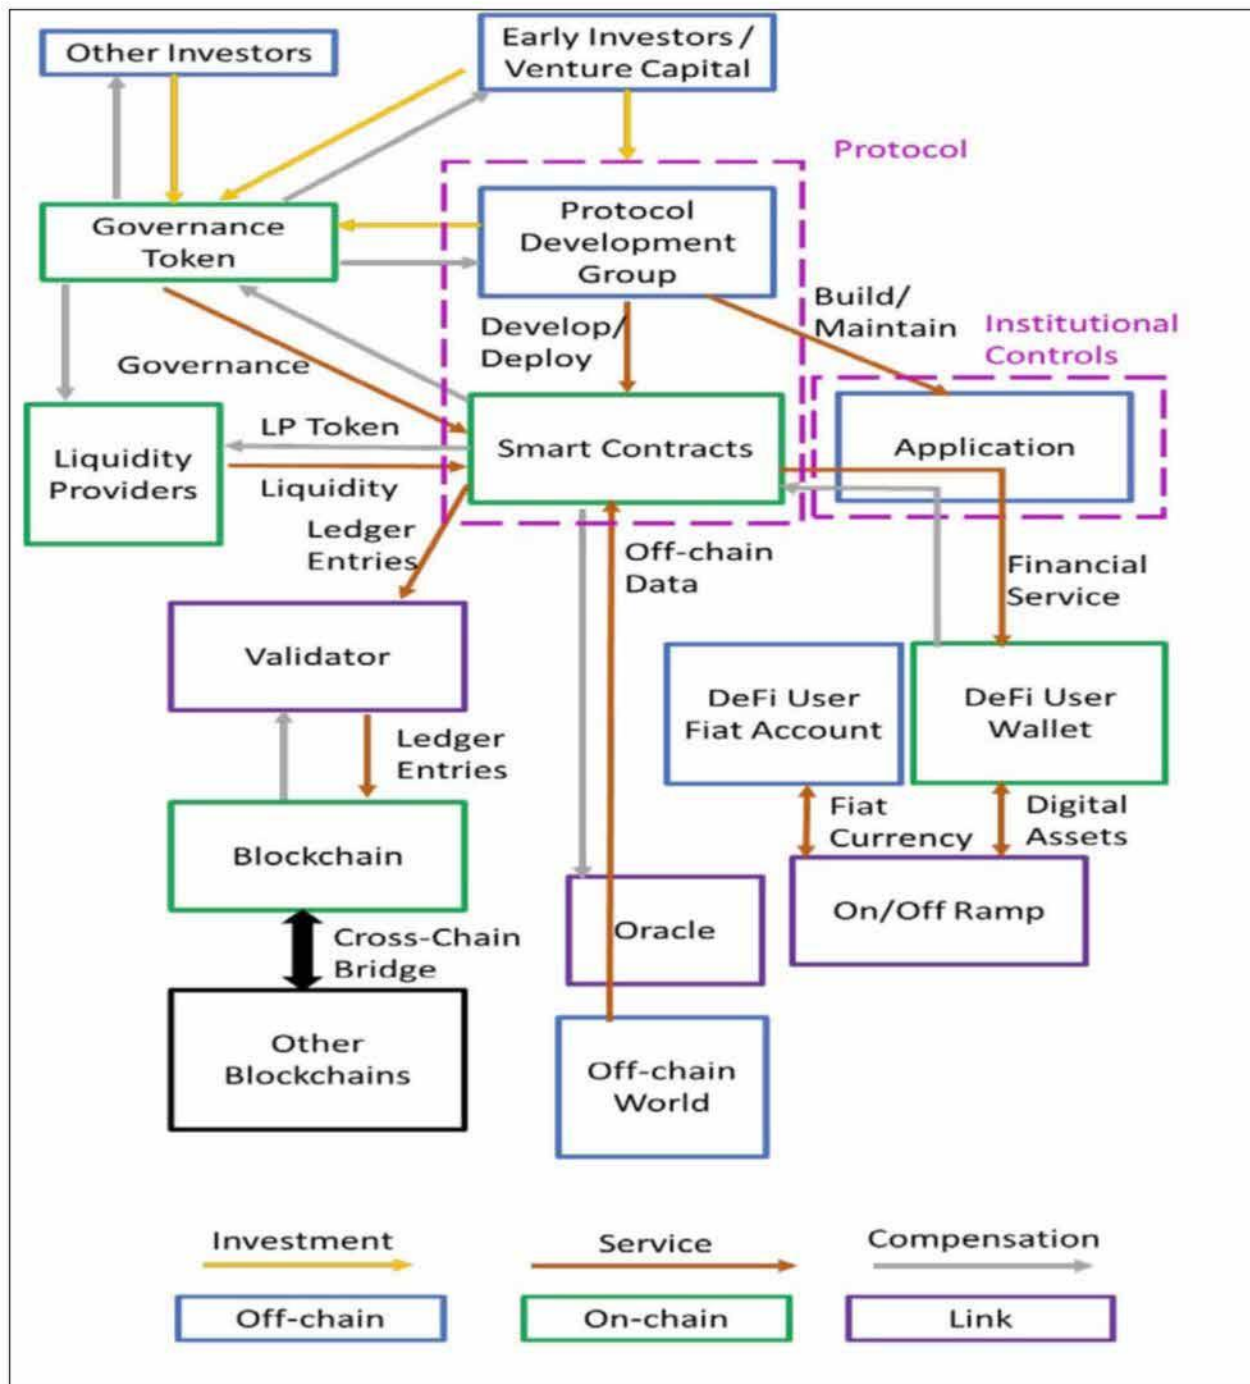 Other Investors
Early Investors /
Venture Capital
Protocol
Governance
Token
Protocol
Development
Group
Build/
Maintain
Institutional
Controls
Develop/
Deploy
Governance
LP Token
Liquidity
Providers
Liquidity
Smart Contracts
Application
Ledger
Entries
Off-chain
Data
Financial
Service
Validator
DeFi User
Fiat Account
DeFi User
Wallet
Ledger
Entries
Fiat
Currency
Digital
Assets
Blockchain
Oracle
On/Off Ramp
Cross-Chain
Bridge
Other
Blockchains
Off-chain
World
Investment
Service
Compensation
Off-chain
On-chain
Link